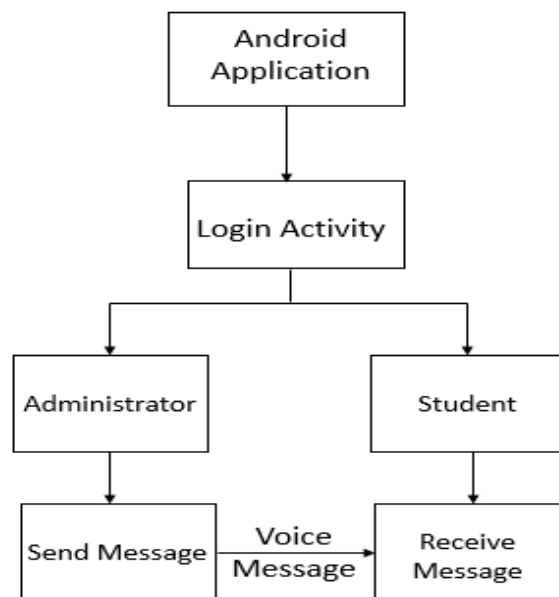 Android
Application
Login Activity
Administrator
Student
Send Message
Voice
Message
Receive
Message